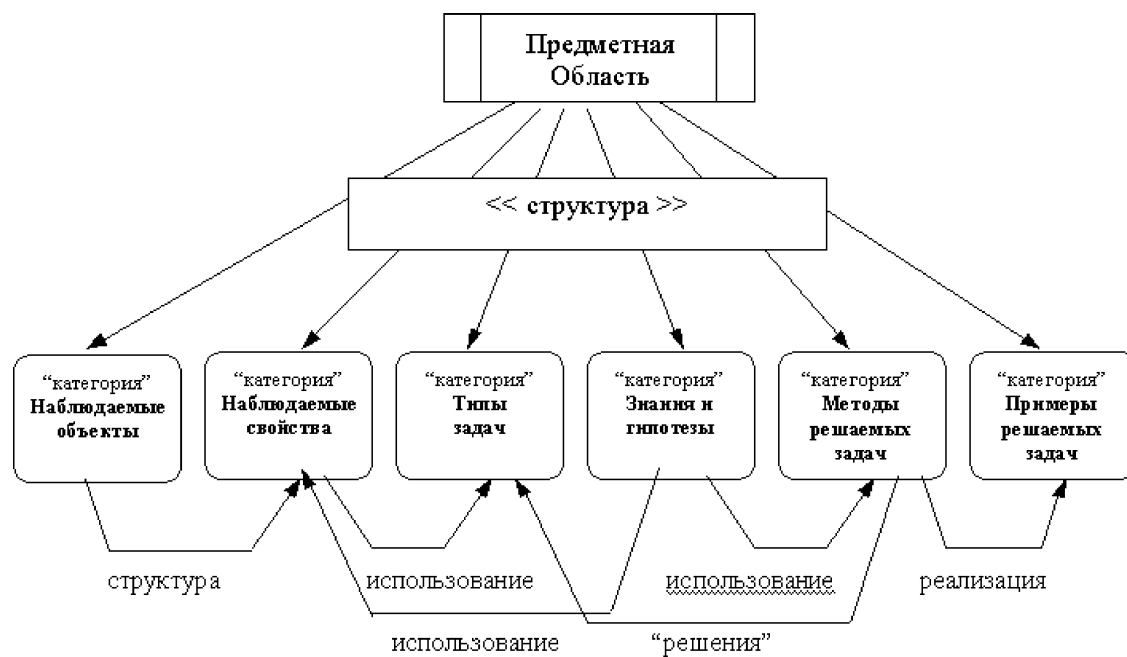 Предметная
Область
<< структура >>
“категория”
Наблюдаемые
объекты
“категория”
Наблюдаемые
свойства
“категория”
Типы
задач
“категория”
Знания и
гипотезы
“категория”
Методы
решаемых
задач
“категория”
Примеры
решаемых
задач
структура
использование
использование
реализация
использование
“решения”